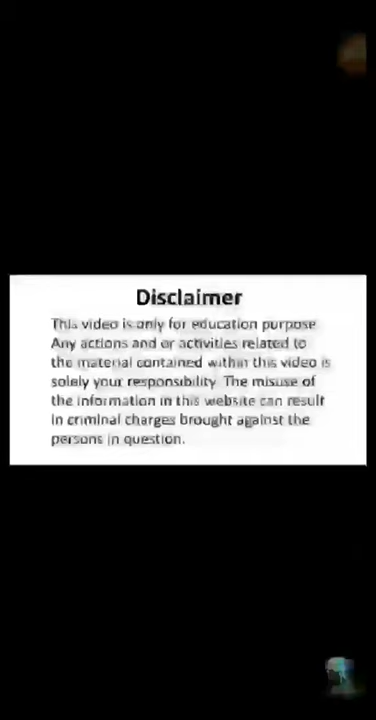 Disclaimer
This video is only for education purpose
Any actions and or activities related to
the material contained within this video is
solely your responsibility The misuse of
the information in this website can result
in criminal charges brought against the
persons in question.